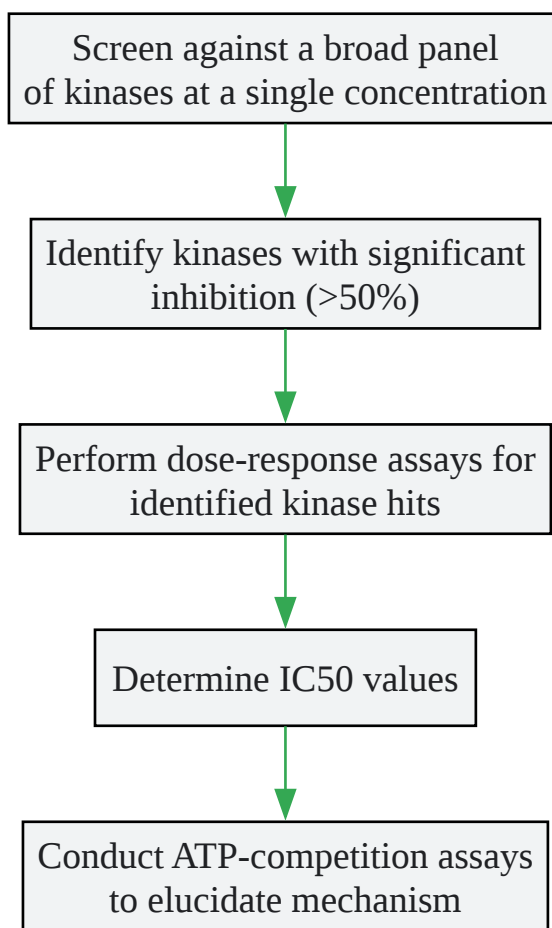 Screen against a broad panel
of kinases at a single concentration
Identify kinases with significant
inhibition (>50%)
Perform dose-response assays for
identified kinase hits
Determine IC50 values
Conduct ATP-competition assays
to elucidate mechanism